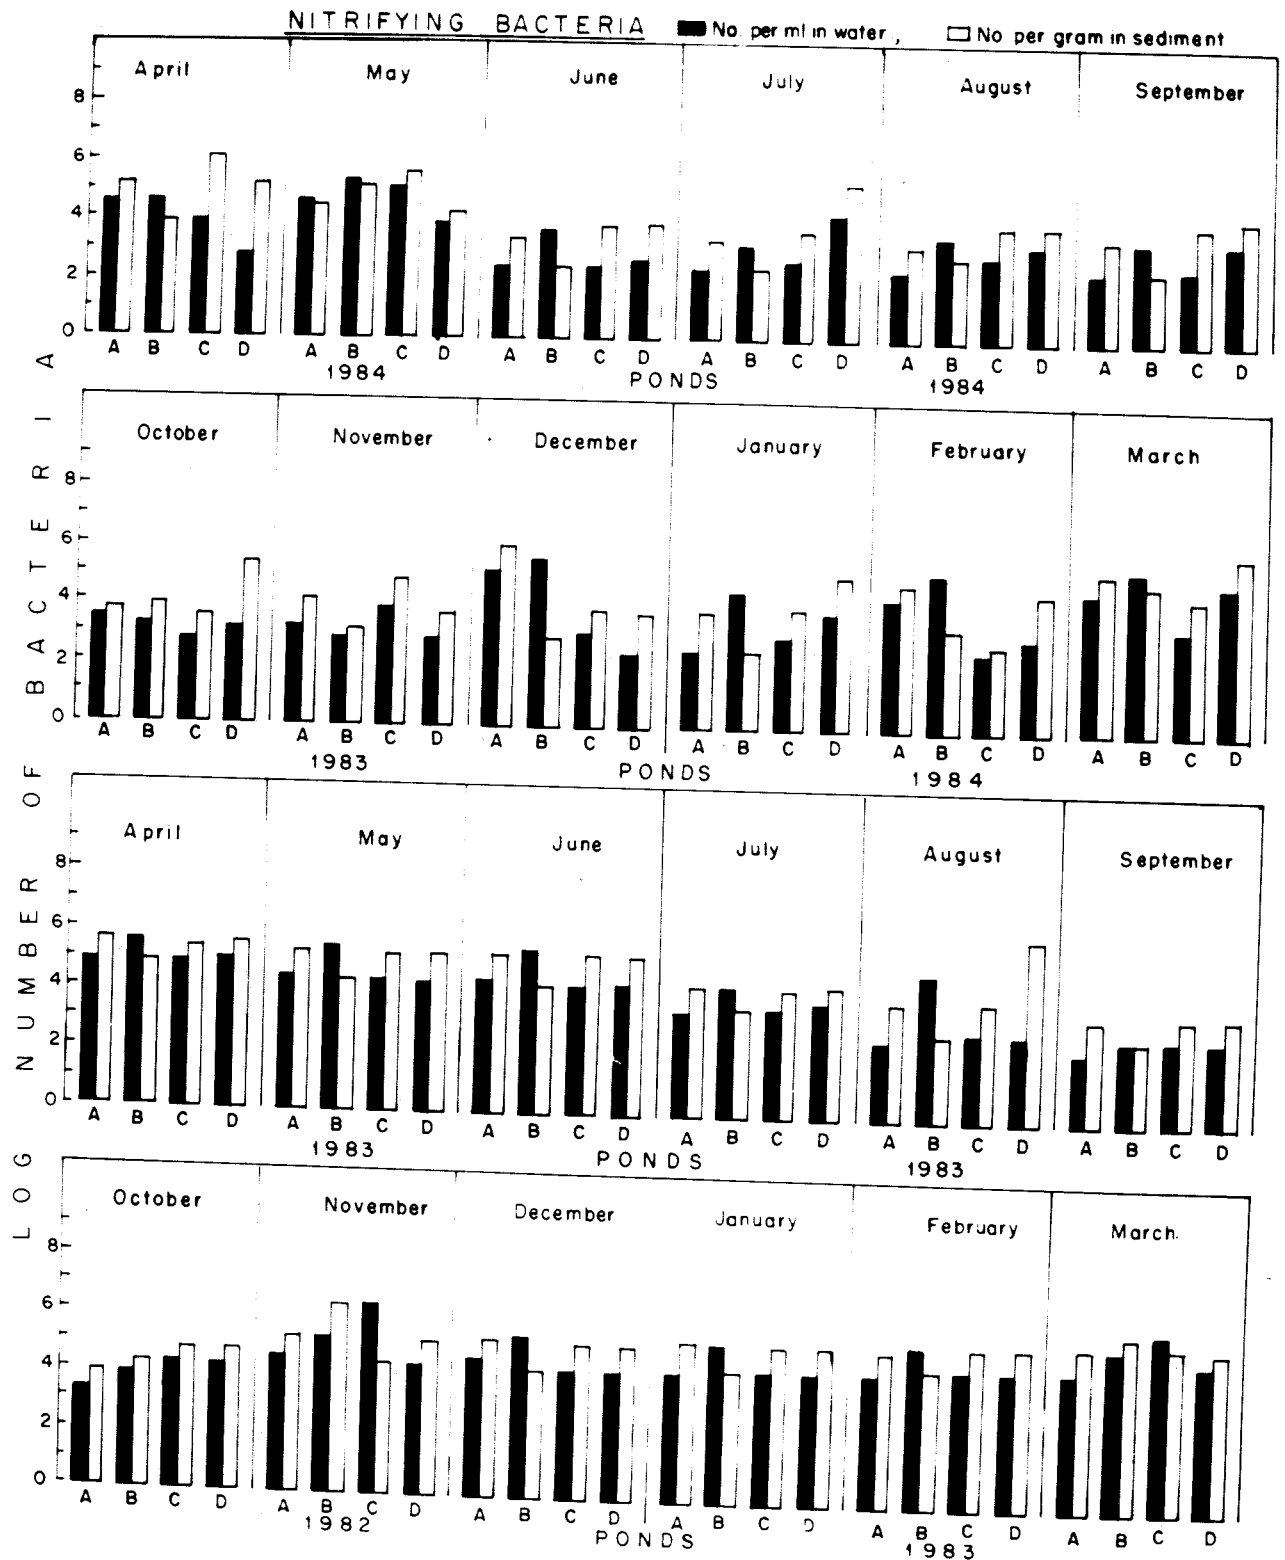 NITRIFYING BACTERIA No. per ml in water, No per gram in sediment
April May June July August September
8
6
4
2
0
A B C D A B C D A B C D A B C D A B C D A B C D
1984 PONDS 1984
October November December January February March
8
6
4
2
0
A B C D A B C D A B C D A B C D A B C D A B C D
1983 PONDS 1984
April May June July August September
8
6
4
2
0
A B C D A B C D A B C D A B C D A B C D A B C D
1983 PONDS 1983
October November December January February March
8
6
4
2
0
A B C D A B C D A B C D A B C D A B C D A B C D
1982 PONDS 1983
LOG NUMBER OF BACTERIA